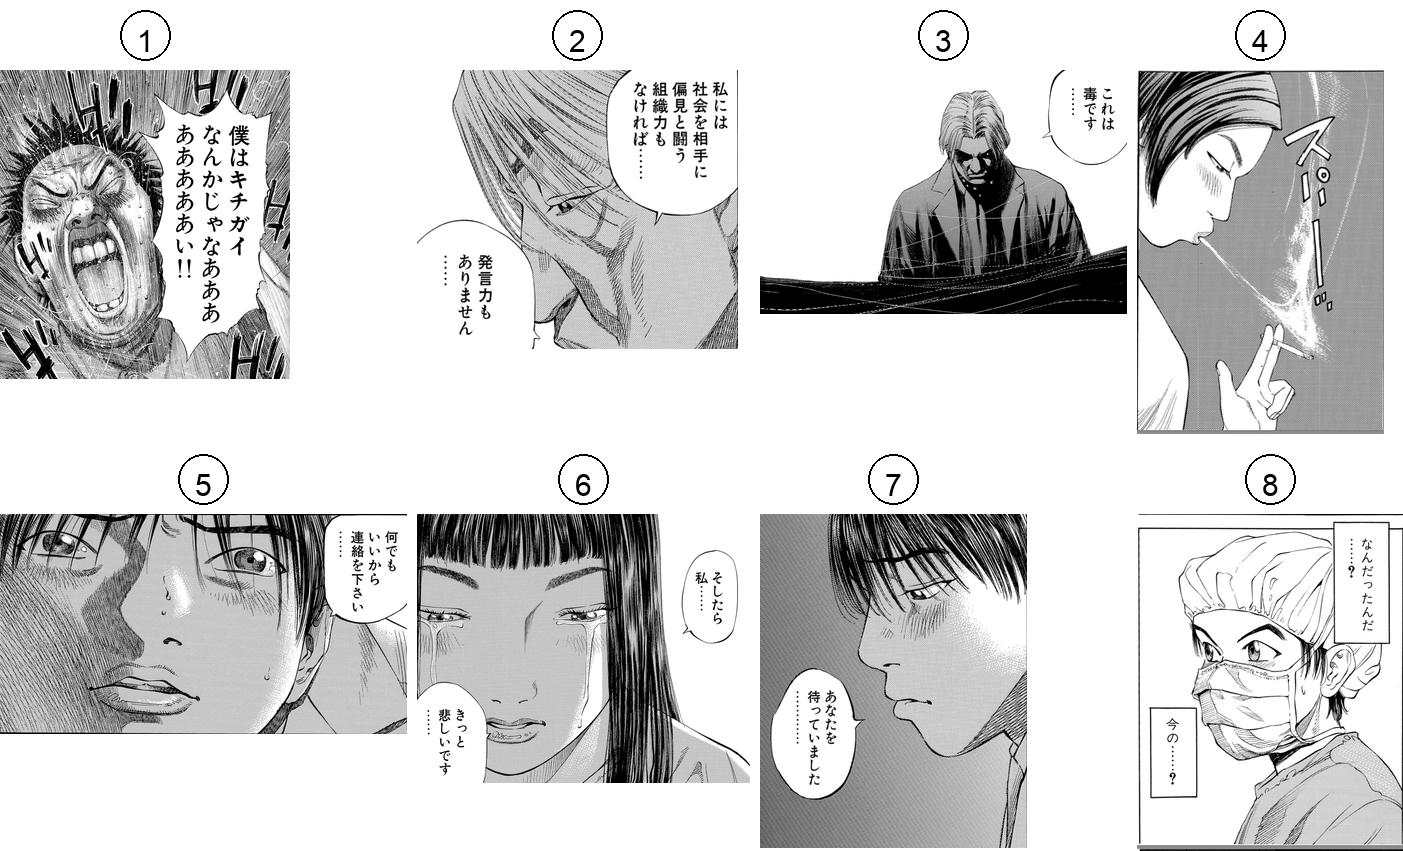 1
僕はキチガイ
なんかじゃなあああ
ああああああい!!
2
私には
社会を相手に
偏見と闘う
組織力も
なければ……
発言力も
ありません
……
3
これは
毒です
……
4
スパーー゛
5
何でも
いいから
連絡を下さい
……
6
そしたら
私……
きっと
悲しいです
……
7
あなたを
待っていました
…………
8
なんだったんだ
……?
今の……?